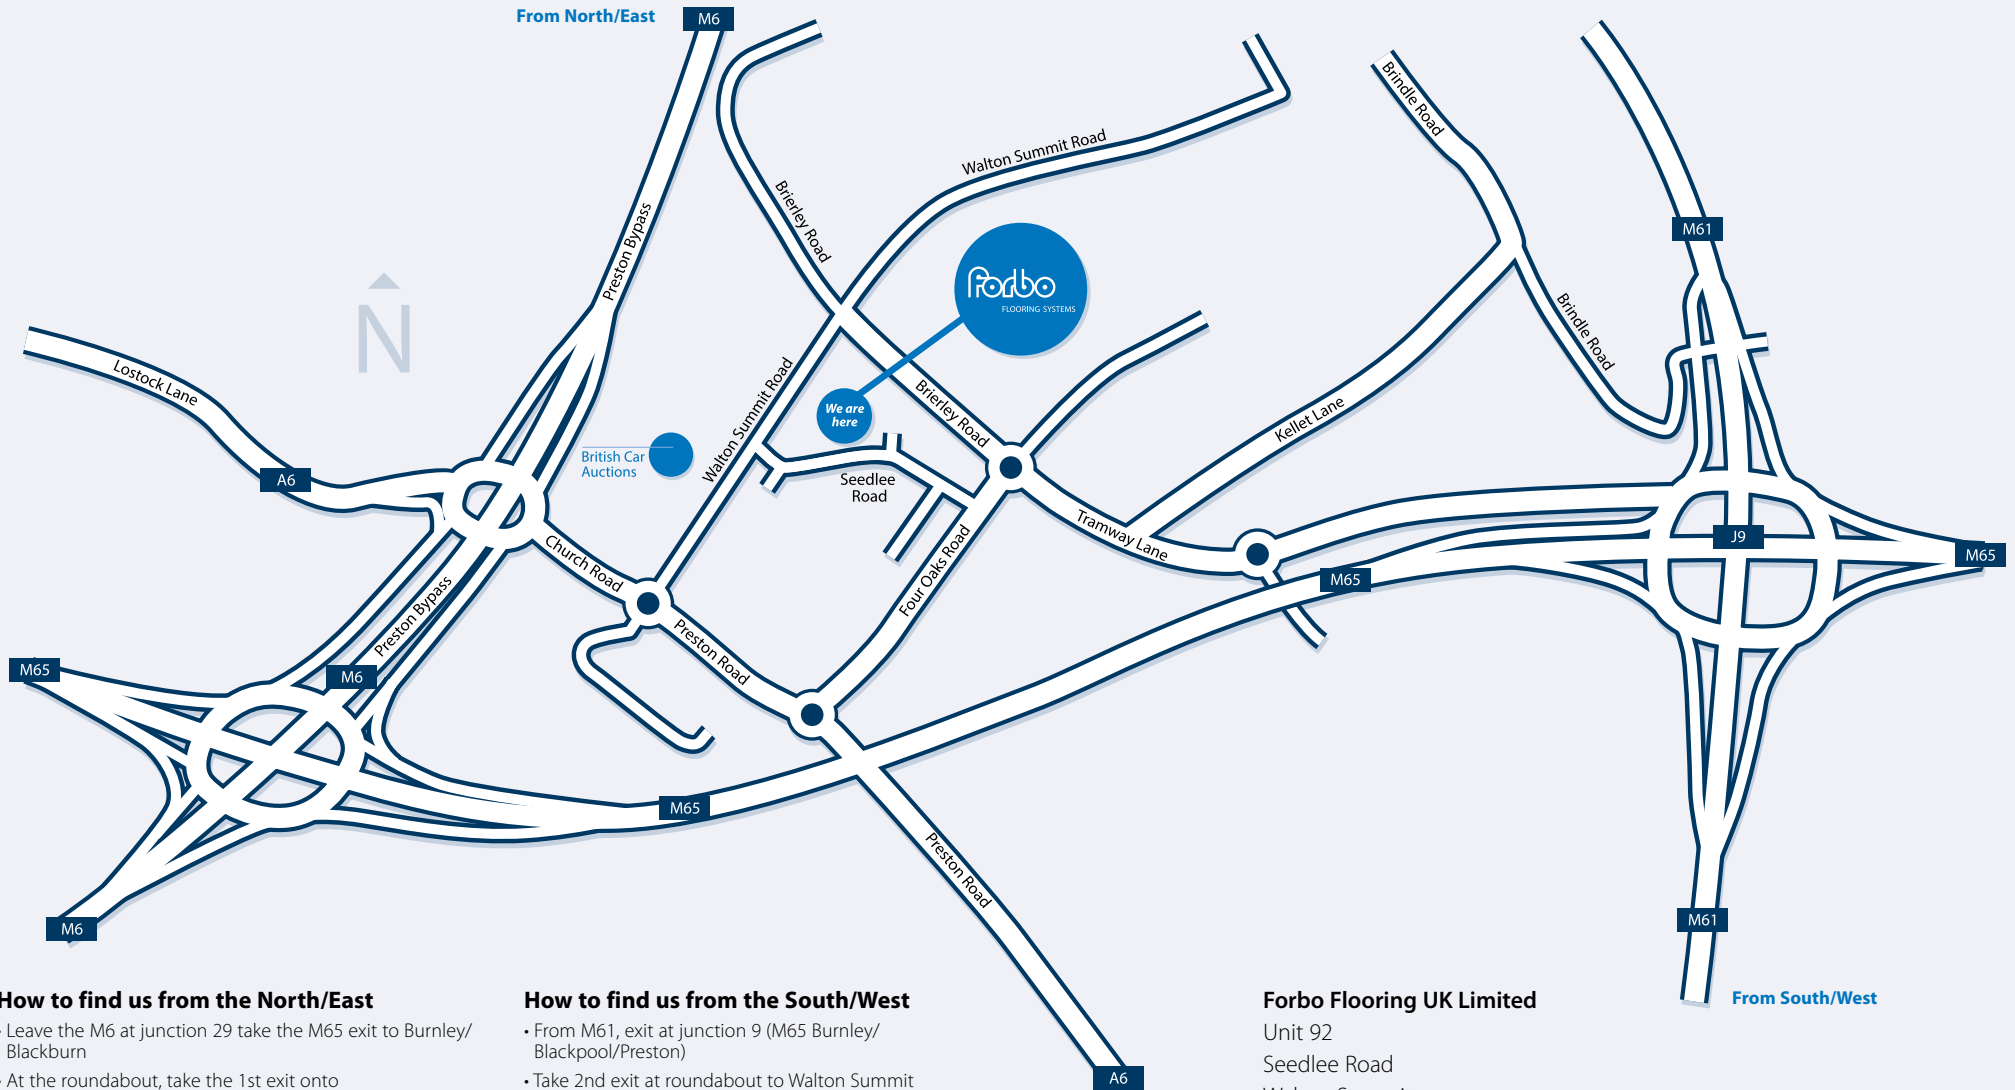 From North/East
M6
Brindle Road
Walton Summit Road
Brierley Road
Preston Bypass
M61
forbo
FLOORING SYSTEMS
N
Brindle Road
Lostock Lane
Walton Summit Road
Brierley Road
We are
here
Kellet Lane
British Car
Auctions
A6
Seedlee
Road
Tramway Lane
J9
Church Road
Four Oaks Road
M65
M65
Preston Bypass
Preston Road
M65
M6
M65
Preston Road
M6
M61
From South/West
How to find us from the North/East
• Leave the M6 at junction 29 take the M65 exit to Burnley/
Blackburn
• At the roundabout, take the 1st exit onto
How to find us from the South/West
• From M61, exit at junction 9 (M65 Burnley/
Blackpool/Preston)
• Take 2nd exit at roundabout to Walton Summit
A6
Forbo Flooring UK Limited
Unit 92
Seedlee Road